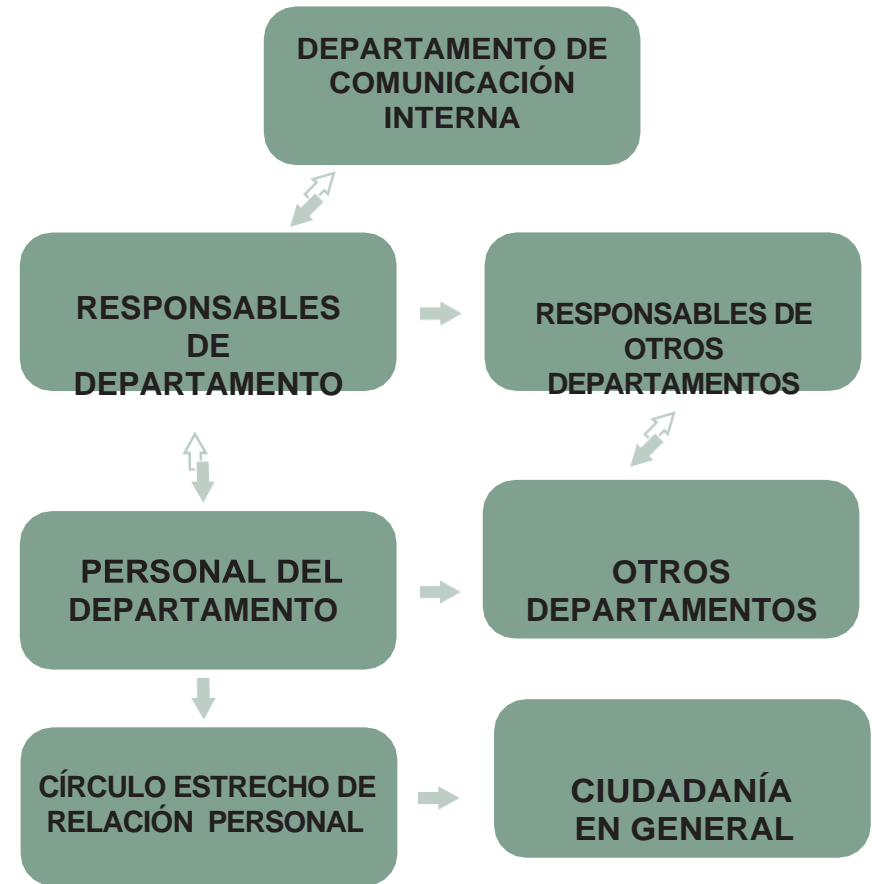 DEPARTAMENTO DE
COMUNICACIÓN
INTERNA
RESPONSABLES
DE
DEPARTAMENTO
RESPONSABLES DE
OTROS
DEPARTAMENTOS
PERSONAL DEL
DEPARTAMENTO
OTROS
DEPARTAMENTOS
CÍRCULO ESTRECHO DE
RELACIÓN PERSONAL
CIUDADANÍA
EN GENERAL